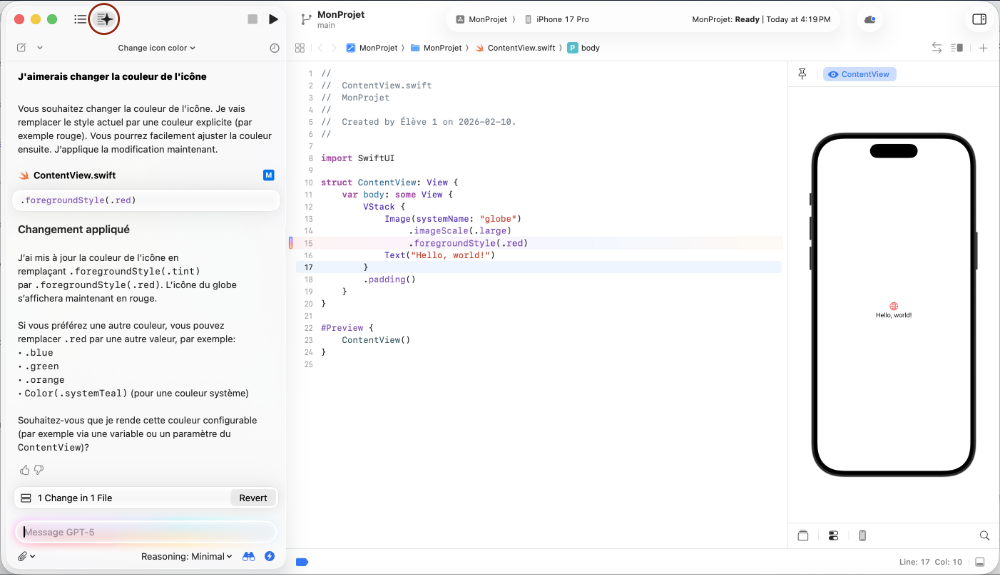 MonProjet
main
MonProjet 〉 iPhone 17 Pro
MonProjet: Ready | Today at 4:19 PM
Change icon color
MonProjet 〉 MonProjet 〉 ContentView.swift 〉 P body
J'aimerais changer la couleur de l'icône
Vous souhaitez changer la couleur de l'icône. Je vais
remplacer le style actuel par une couleur explicite (par
exemple rouge). Vous pourrez facilement ajuster la couleur
ensuite. J'applique la modification maintenant.
ContentView.swift M
.foregroundStyle(.red)
Changement appliqué
J'ai mis à jour la couleur de l'icône en
remplaçant .foregroundStyle(.tint)
par .foregroundStyle(.red). L'icône du globe
s'affichera maintenant en rouge.
Si vous préférez une autre couleur, vous pouvez
remplacer .red par une autre valeur, par exemple:
• .blue
• .green
• .orange
• Color(.systemTeal) (pour une couleur système)
Souhaitez-vous que je rende cette couleur configurable
(par exemple via une variable ou un paramètre du
ContentView)?
1 Change in 1 File Revert
Message GPT-5
Reasoning: Minimal
1 //
2 // ContentView.swift
3 // MonProjet
4 //
5 // Created by Élève 1 on 2026-02-10.
6 //
7
8 import SwiftUI
9
10 struct ContentView: View {
11 var body: some View {
12 VStack {
13 Image(systemName: "globe")
14 .imageScale(.large)
15 .foregroundStyle(.red)
16 Text("Hello, world!")
17 }
18 .padding()
19 }
20 }
21
22 #Preview {
23 ContentView()
24 }
25
ContentView
Hello, world!
Line: 17 Col: 10